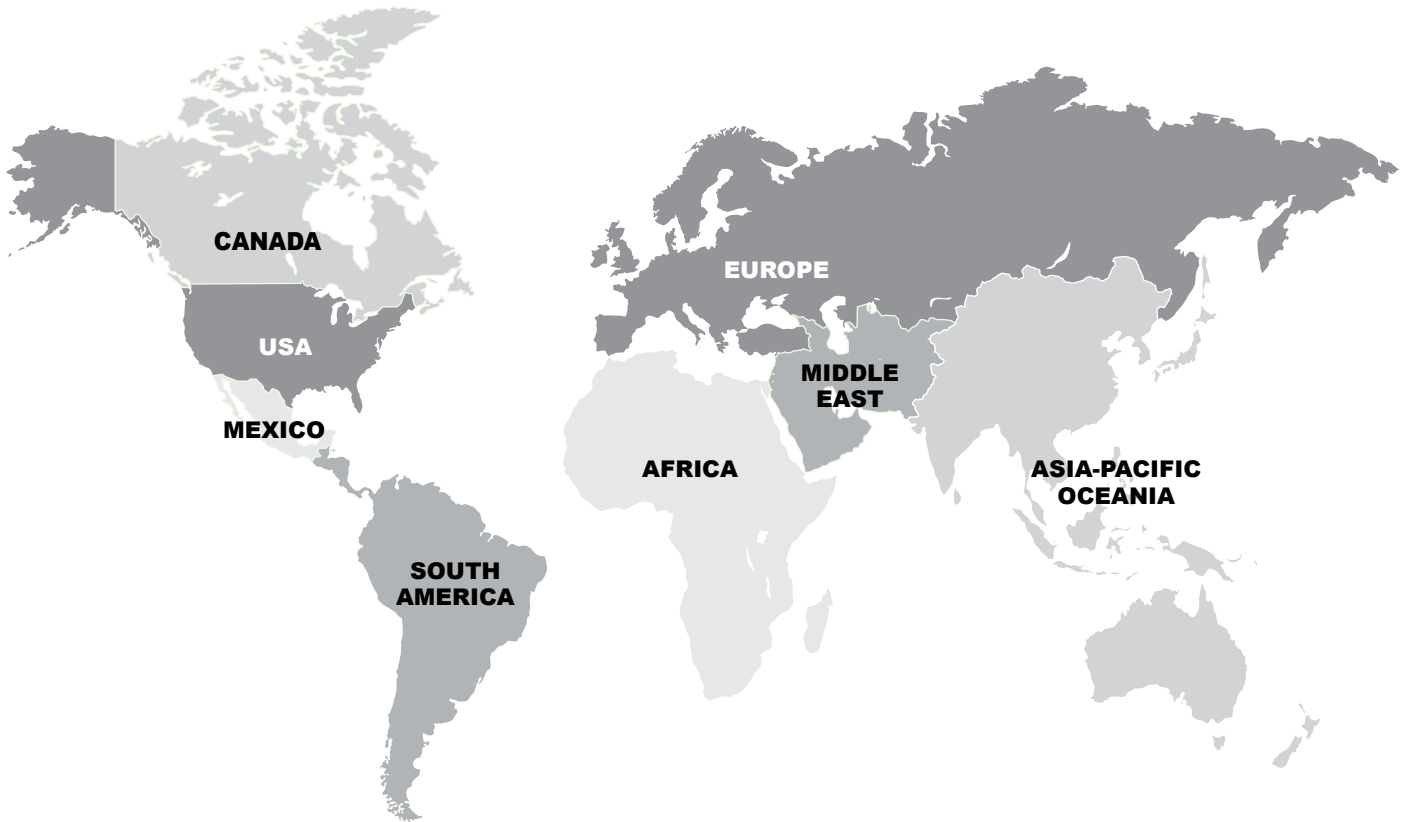 CANADA
USA
MEXICO
SOUTH
AMERICA
EUROPE
MIDDLE
EAST
AFRICA
ASIA-PACIFIC
OCEANIA